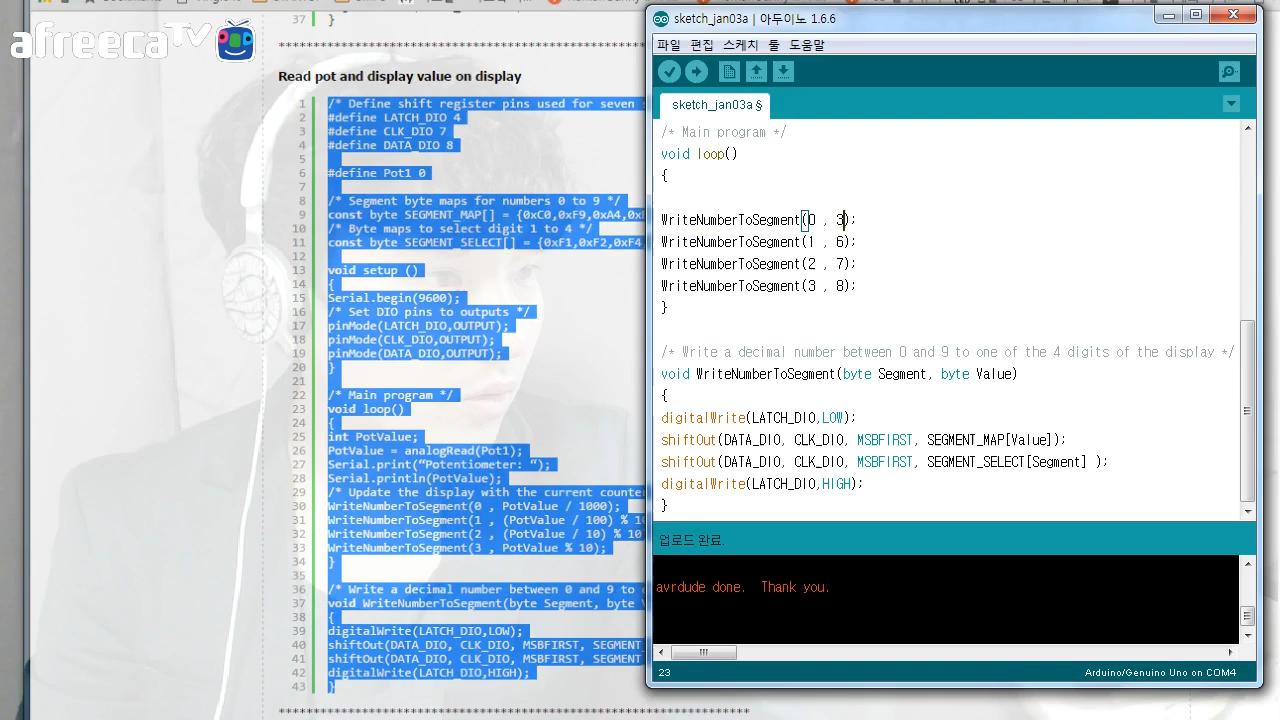 afreecaTV
37 }
Read pot and display value on display
1 /* Define shift register pins used for seven
2 #define LATCH_DIO 4
3 #define CLK_DIO 7
4 #define DATA_DIO 8
5
6 #define Pot1 0
7
8 /* Segment byte maps for numbers 0 to 9 */
9 const byte SEGMENT_MAP[] = {0xC0,0xF9,0xA4,0x
10 /* Byte maps to select digit 1 to 4 */
11 const byte SEGMENT_SELECT[] = {0xF1,0xF2,0xF4
12
13 void setup ()
14 {
15 Serial.begin(9600);
16 /* Set DIO pins to outputs */
17 pinMode(LATCH_DIO,OUTPUT);
18 pinMode(CLK_DIO,OUTPUT);
19 pinMode(DATA_DIO,OUTPUT);
20 }
21
22 /* Main program */
23 void loop()
24 {
25 int PotValue;
26 PotValue = analogRead(Pot1);
27 Serial.print(“Potentiometer: “);
28 Serial.println(PotValue);
29 /* Update the display with the current counter
30 WriteNumberToSegment(0 , PotValue / 1000);
31 WriteNumberToSegment(1 , (PotValue / 100) % 10
32 WriteNumberToSegment(2 , (PotValue / 10) % 10
33 WriteNumberToSegment(3 , PotValue % 10);
34 }
35
36 /* Write a decimal number between 0 and 9 to
37 void WriteNumberToSegment(byte Segment, byte V
38 {
39 digitalWrite(LATCH_DIO,LOW);
40 shiftOut(DATA_DIO, CLK_DIO, MSBFIRST, SEGMENT
41 shiftOut(DATA_DIO, CLK_DIO, MSBFIRST, SEGMENT
42 digitalWrite(LATCH_DIO,HIGH);
43 }
sketch_jan03a | 아두이노 1.6.6
파일 편집 스케치 툴 도움말
sketch_jan03a §
/* Main program */
void loop()
{
WriteNumberToSegment(0 , 3);
WriteNumberToSegment(1 , 6);
WriteNumberToSegment(2 , 7);
WriteNumberToSegment(3 , 8);
}
/* Write a decimal number between 0 and 9 to one of the 4 digits of the display */
void WriteNumberToSegment(byte Segment, byte Value)
{
digitalWrite(LATCH_DIO,LOW);
shiftOut(DATA_DIO, CLK_DIO, MSBFIRST, SEGMENT_MAP[Value]);
shiftOut(DATA_DIO, CLK_DIO, MSBFIRST, SEGMENT_SELECT[Segment] );
digitalWrite(LATCH_DIO,HIGH);
}
업로드 완료.
avrdude done.  Thank you.
23
Arduino/Genuino Uno on COM4